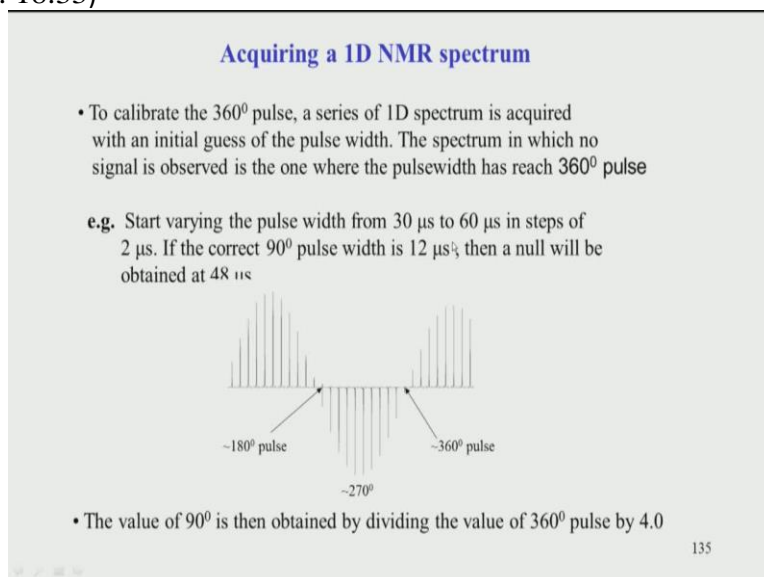 Acquiring a 1D NMR spectrum
• To calibrate the 360⁰ pulse, a series of 1D spectrum is acquired
with an initial guess of the pulse width. The spectrum in which no
signal is observed is the one where the pulsewidth has reach 360⁰ pulse
e.g. Start varying the pulse width from 30 µs to 60 µs in steps of
2 µs. If the correct 90⁰ pulse width is 12 µs, then a null will be
obtained at 48 µs
~180⁰ pulse
~360⁰ pulse
~270⁰
• The value of 90⁰ is then obtained by dividing the value of 360⁰ pulse by 4.0
135